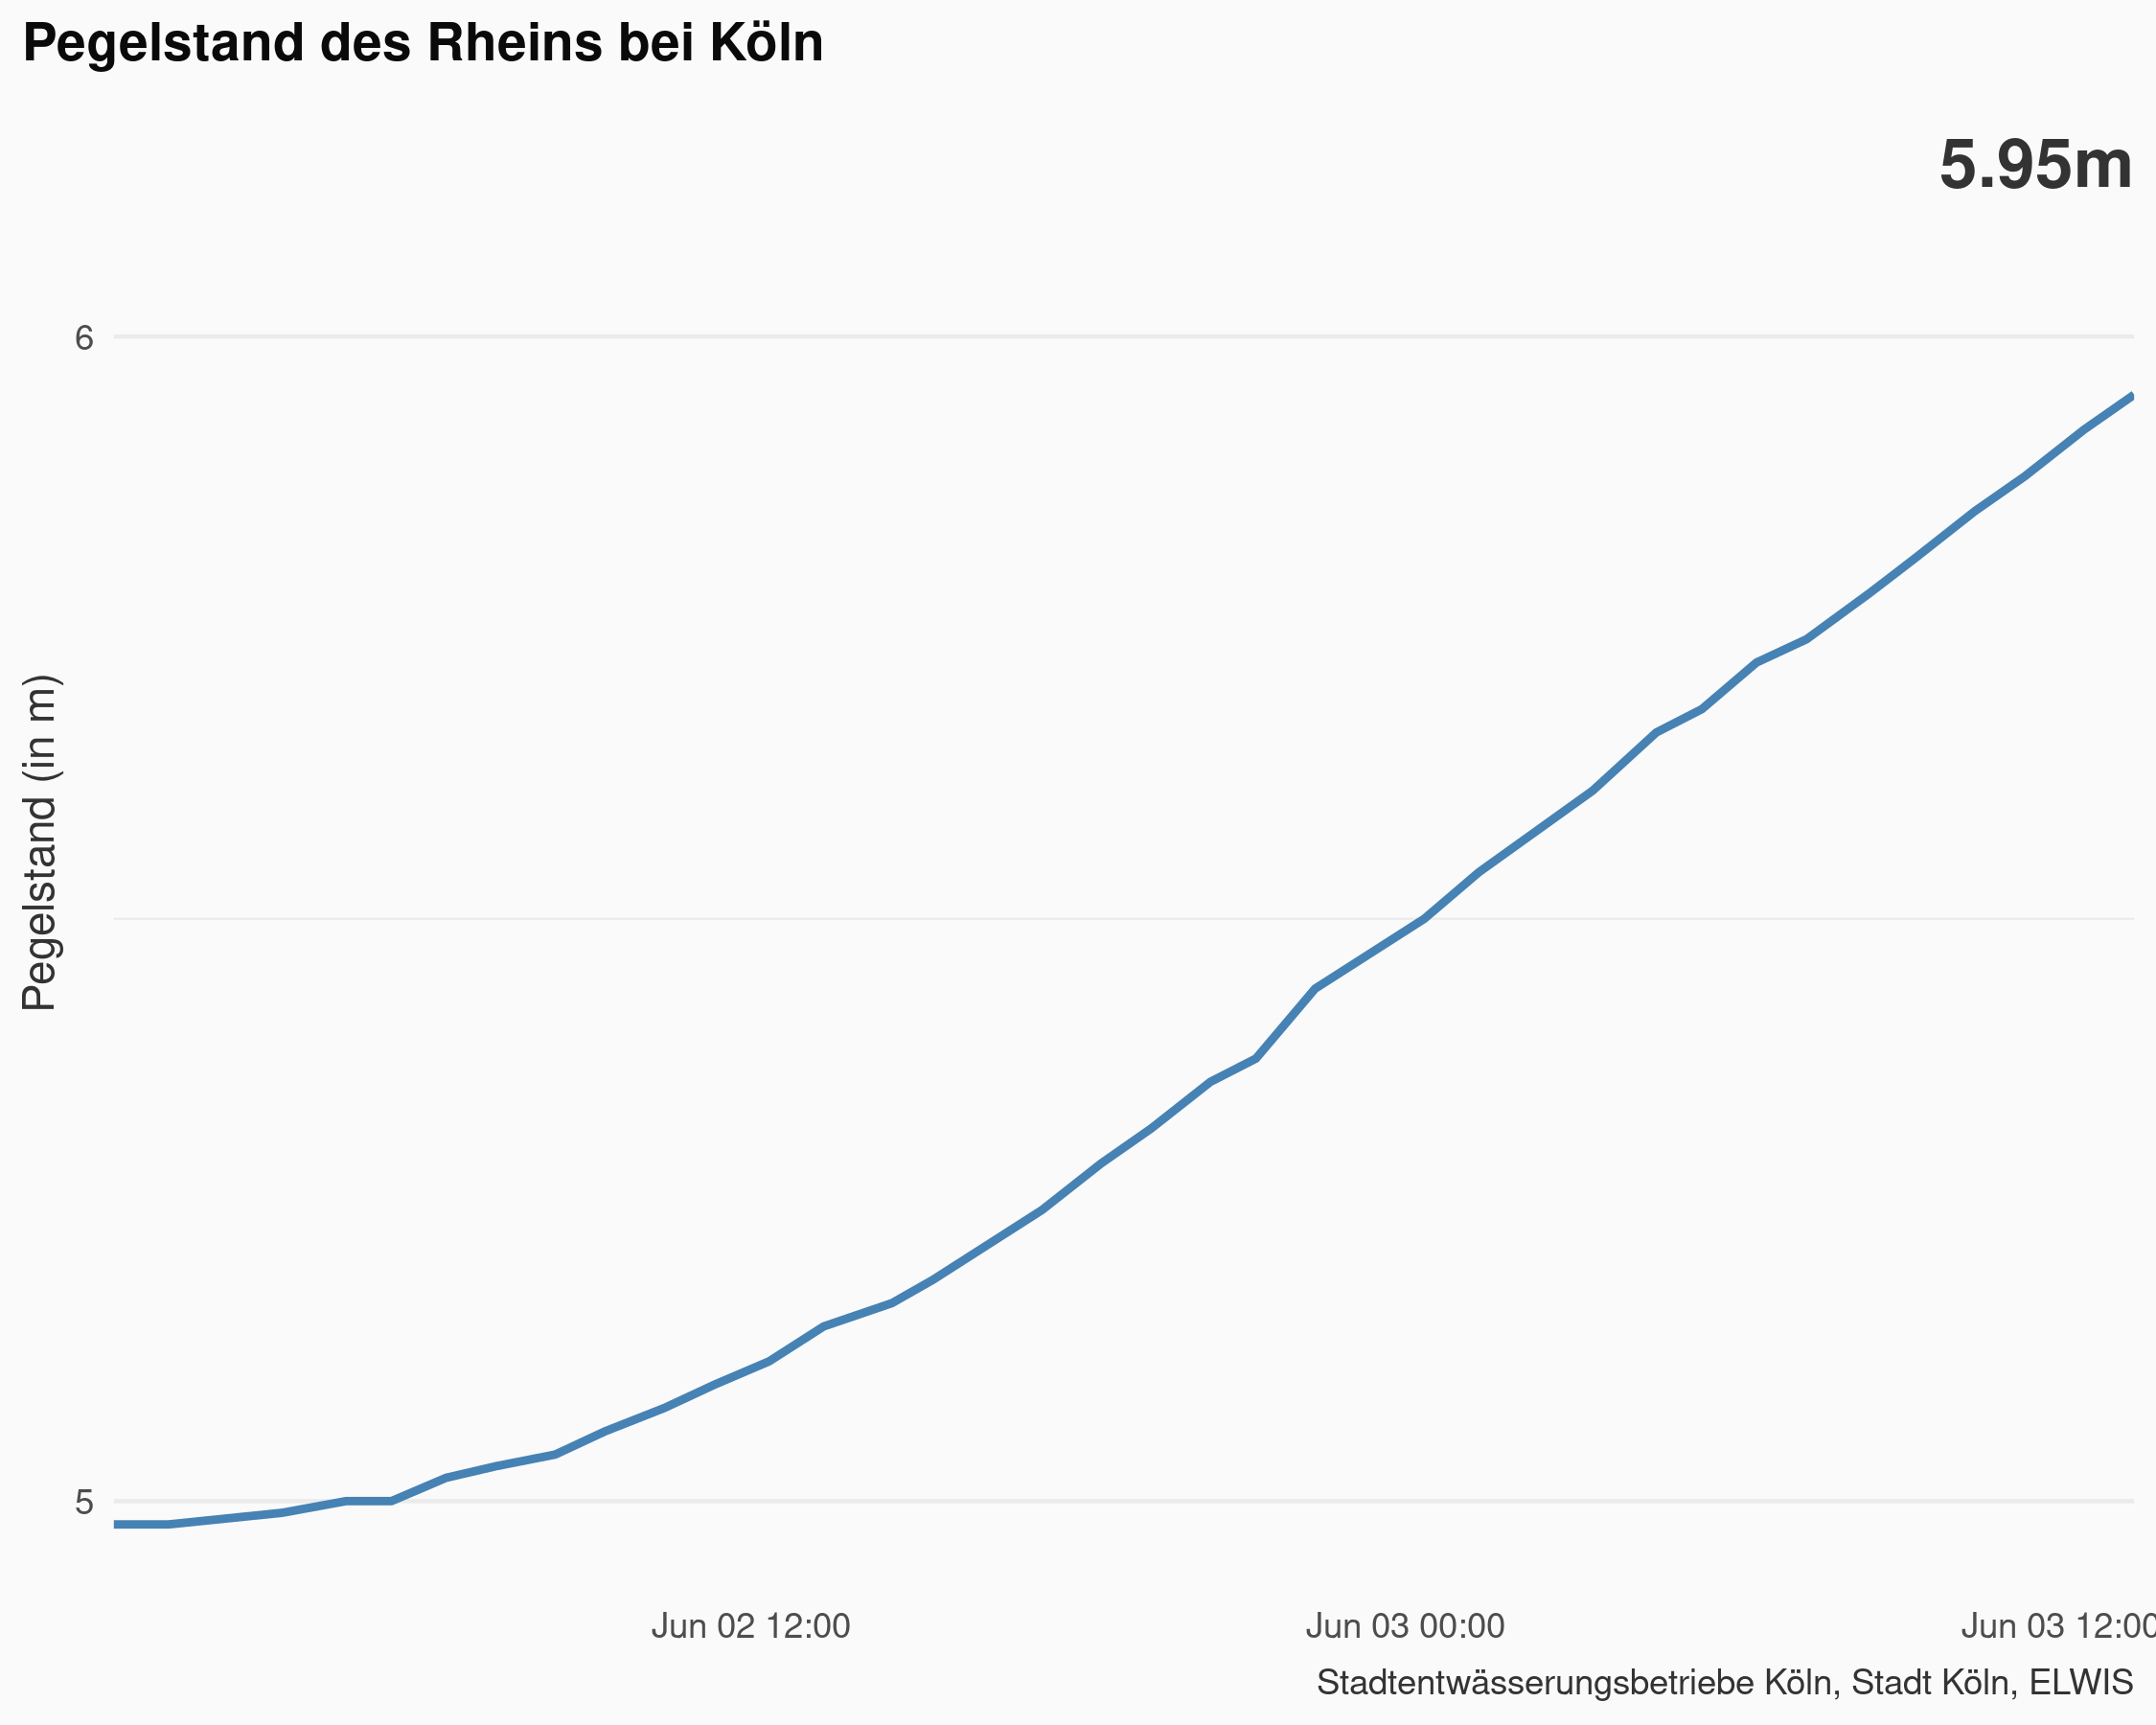 Pegelstand des Rheins bei Köln
5.95m
6
Pegelstand (in m)
5
Jun 02 12:00
Jun 03 00:00
Jun 03 12:00
Stadtentwässerungsbetriebe Köln, Stadt Köln, ELWIS